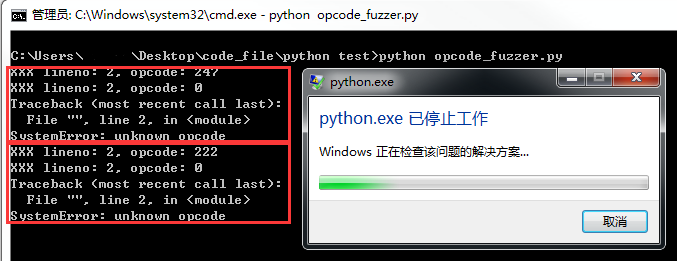 管理员: C:\Windows\system32\cmd.exe - python opcode_fuzzer.py
C:\Users\ \Desktop\code_file\python test>python opcode_fuzzer.py
XXX lineno: 2, opcode: 247
XXX lineno: 2, opcode: 0
Traceback (most recent call last):
File "", line 2, in <module>
SystemError: unknown opcode
XXX lineno: 2, opcode: 222
XXX lineno: 2, opcode: 0
Traceback (most recent call last):
File "", line 2, in <module>
SystemError: unknown opcode
python.exe
python.exe 已停止工作
Windows 正在检查该问题的解决方案...
取消